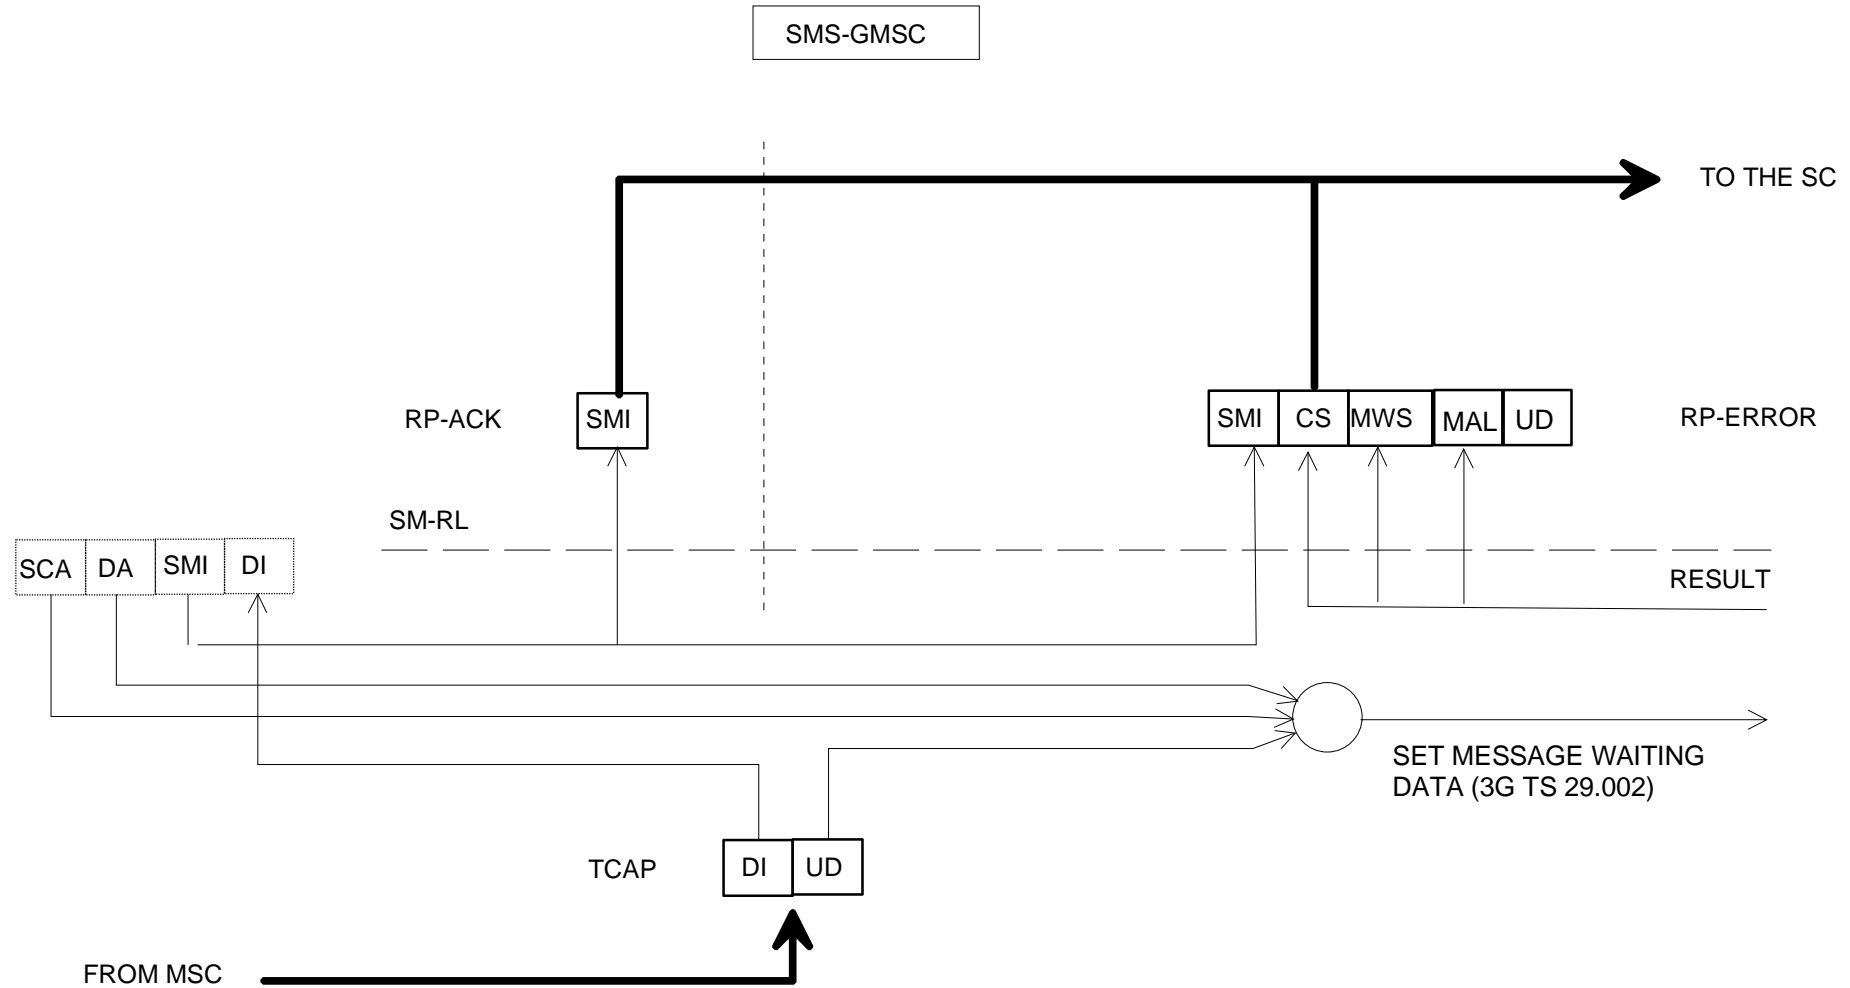 SMS-GMSC
TO THE SC
RP-ACK
SMI
SMI CS MWS MAL UD
RP-ERROR
SM-RL
SCA DA SMI DI
RESULT
SET MESSAGE WAITING
DATA (3G TS 29.002)
TCAP
DI UD
FROM MSC